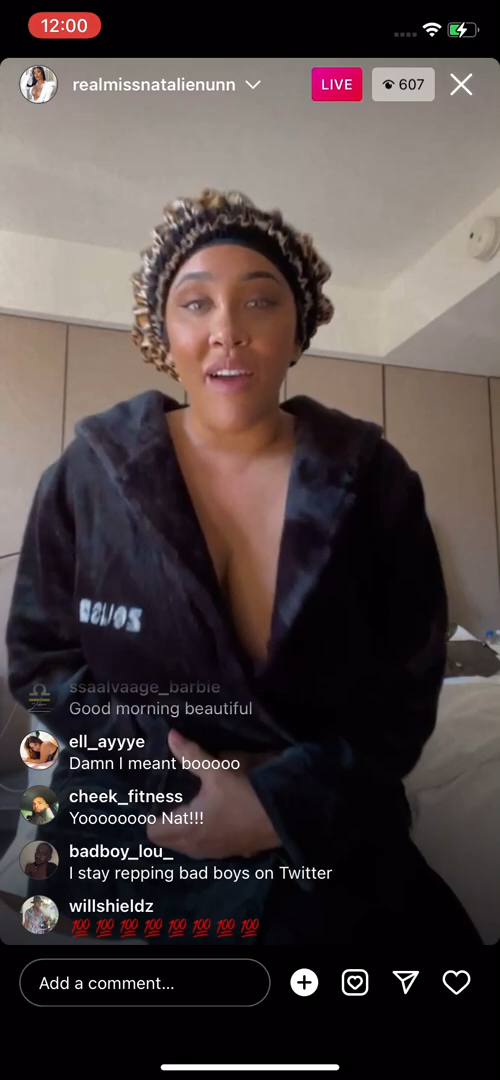 12:00
realmissnatalienunn
LIVE
607
ssaalvaage_barbie
Good morning beautiful
ell_ayyye
Damn I meant booooo
cheek_fitness
Yoooooooo Nat!!!
badboy_lou_
I stay repping bad boys on Twitter
willshieldz
💯 💯 💯 💯 💯 💯 💯 💯
Add a comment...